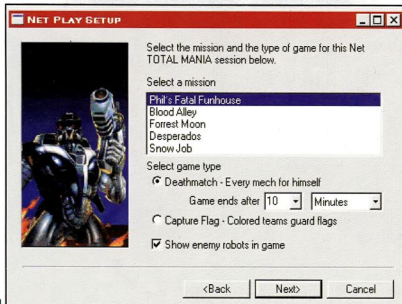 NET PLAY SETUP
Select the mission and the type of game for this Net
TOTAL MANIA session below.
Select a mission
Phil's Fatal Funhouse
Blood Alley
Forrest Moon
Desperados
Snow Job
Select game type
Deathmatch - Every mech for himself
Game ends after 10 Minutes
Capture Flag - Colored teams guard flags
Show enemy robots in game
<Back Next> Cancel